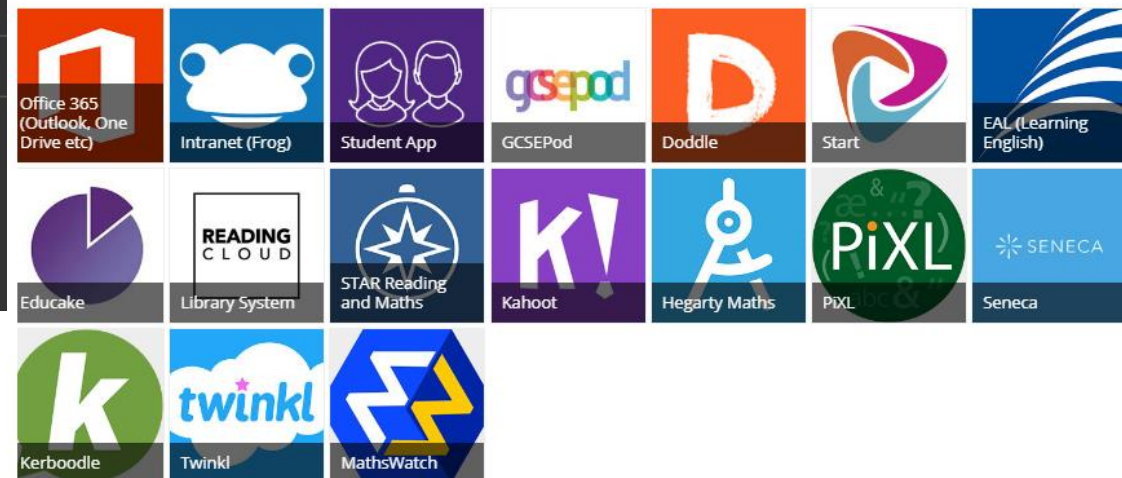 gcsepod
Office 365
(Outlook, One
Drive etc)
Intranet (Frog)
Student App
GCSEPod
Doddle
Start
EAL (Learning
English)
READING
CLOUD
K!
PiXL
SENECA
Educake
Library System
STAR Reading
and Maths
Kahoot
Hegarty Maths
PiXL
Seneca
k
twinkl
Kerboodle
Twinkl
MathsWatch